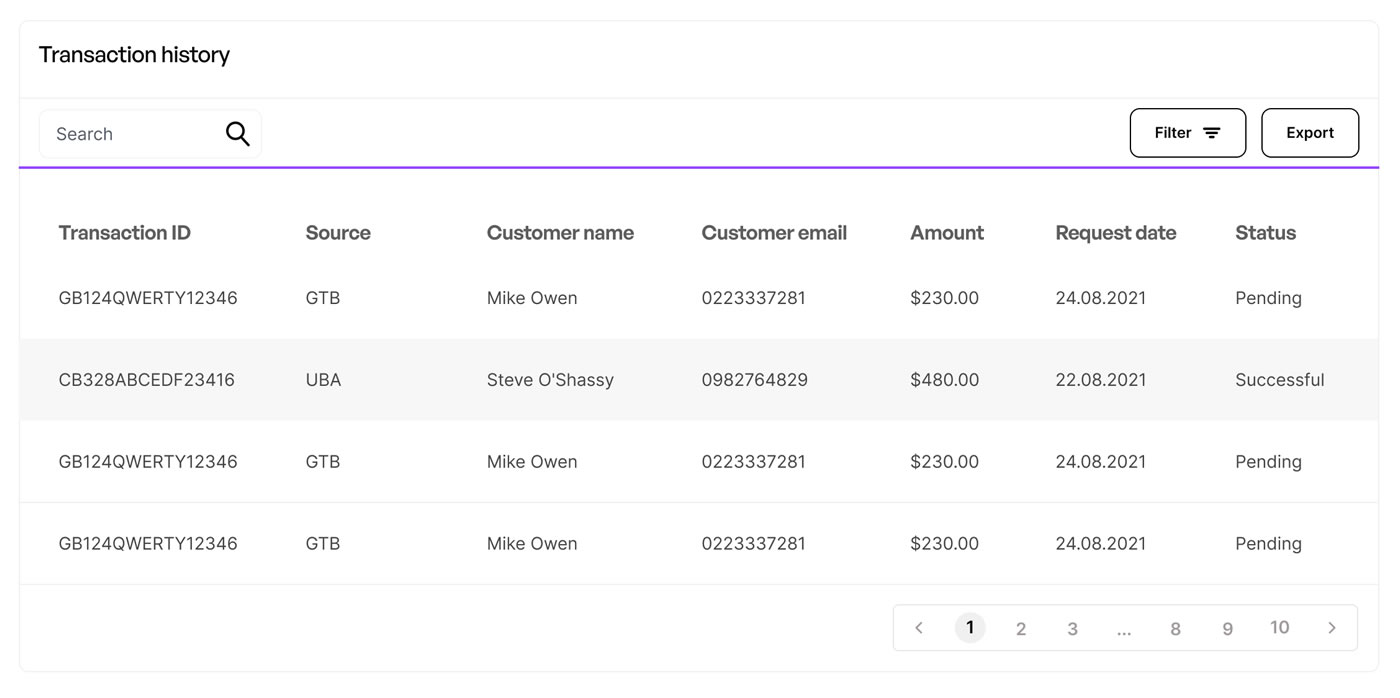 Transaction history
Search Filter Export
Transaction ID Source Customer name Customer email Amount Request date Status
GB124QWERTY12346 GTB Mike Owen 0223337281 $230.00 24.08.2021 Pending
CB328ABCEDF23416 UBA Steve O'Shassy 0982764829 $480.00 22.08.2021 Successful
GB124QWERTY12346 GTB Mike Owen 0223337281 $230.00 24.08.2021 Pending
GB124QWERTY12346 GTB Mike Owen 0223337281 $230.00 24.08.2021 Pending
1 2 3 ... 8 9 10